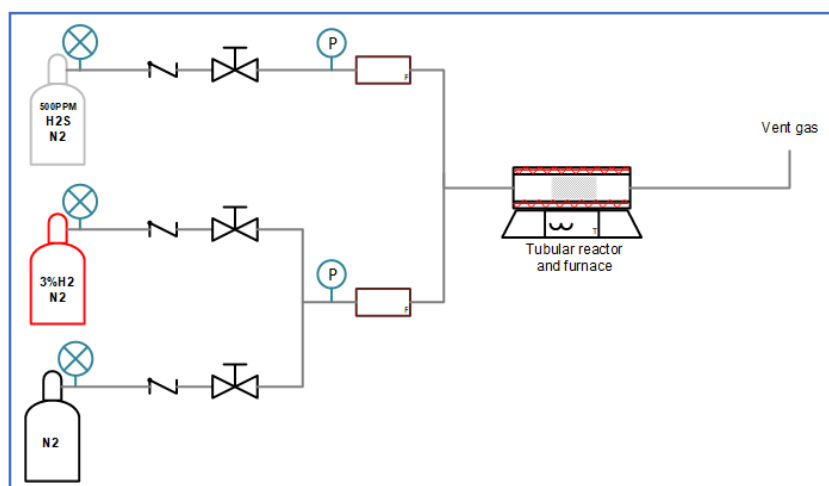 P
F
500PPM
H2S
N2
Vent gas
3%H2
N2
P
F
T
Tubular reactor
and furnace
N2